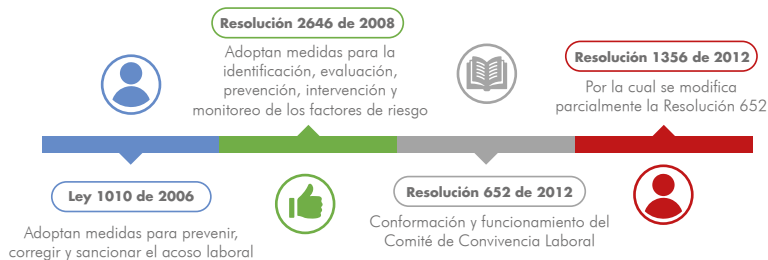 Resolución 2646 de 2008
Adoptan medidas para la
identificación, evaluación,
prevención, intervención y
monitoreo de los factores de riesgo
Resolución 1356 de 2012
Por la cual se modifica
parcialmente la Resolución 652
Ley 1010 de 2006
Adoptan medidas para prevenir,
corregir y sancionar el acoso laboral
Resolución 652 de 2012
Conformación y funcionamiento del
Comité de Convivencia Laboral